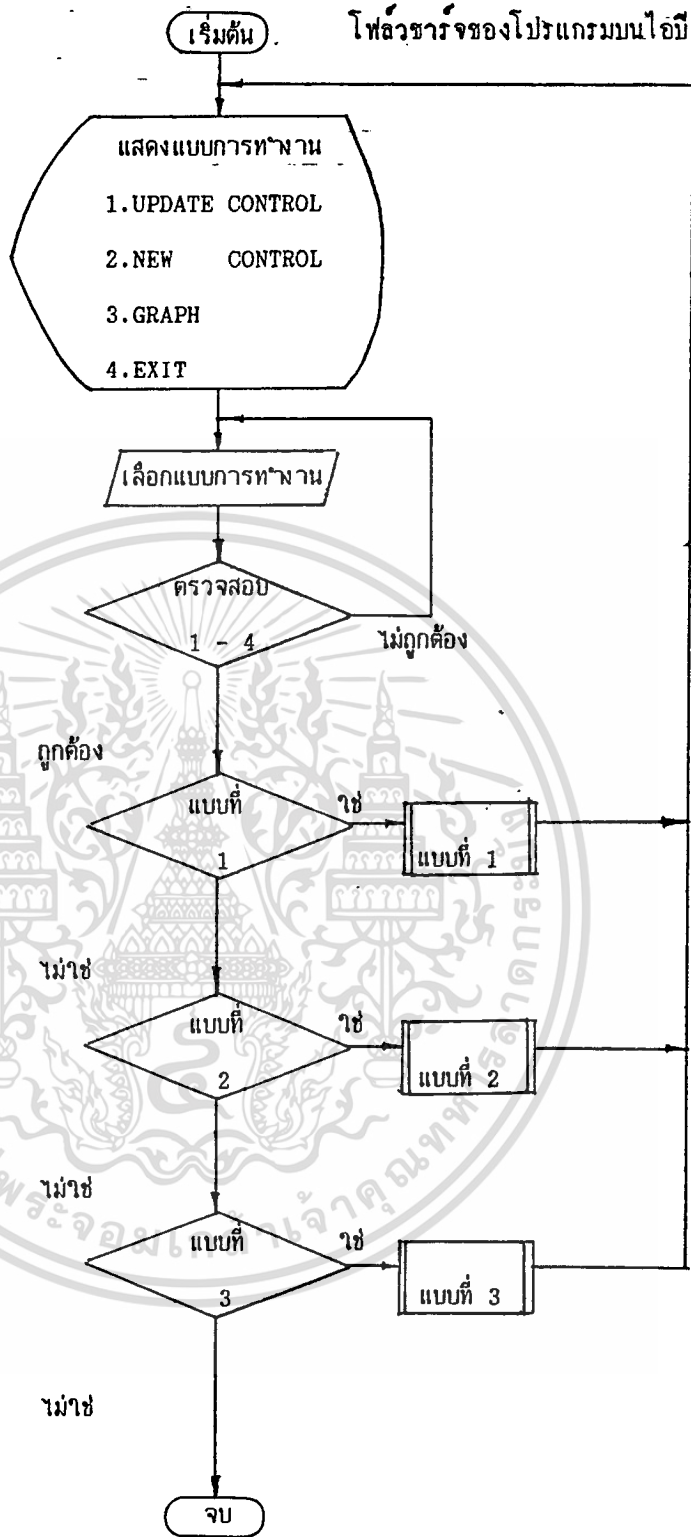 เริ่มต้น
โฟล์วชาร์จของโปรแกรมบนไอบี
แสดงแบบการทำงาน
1.UPDATE CONTROL
2.NEW CONTROL
3.GRAPH
4.EXIT
เลือกแบบการทำงาน
ตรวจสอบ
1 - 4
ไม่ถูกต้อง
ถูกต้อง
แบบที่
1
ใช่
แบบที่ 1
ไม่ใช่
แบบที่
2
ใช่
แบบที่ 2
ไม่ใช่
แบบที่
3
ใช่
แบบที่ 3
ไม่ใช่
จบ